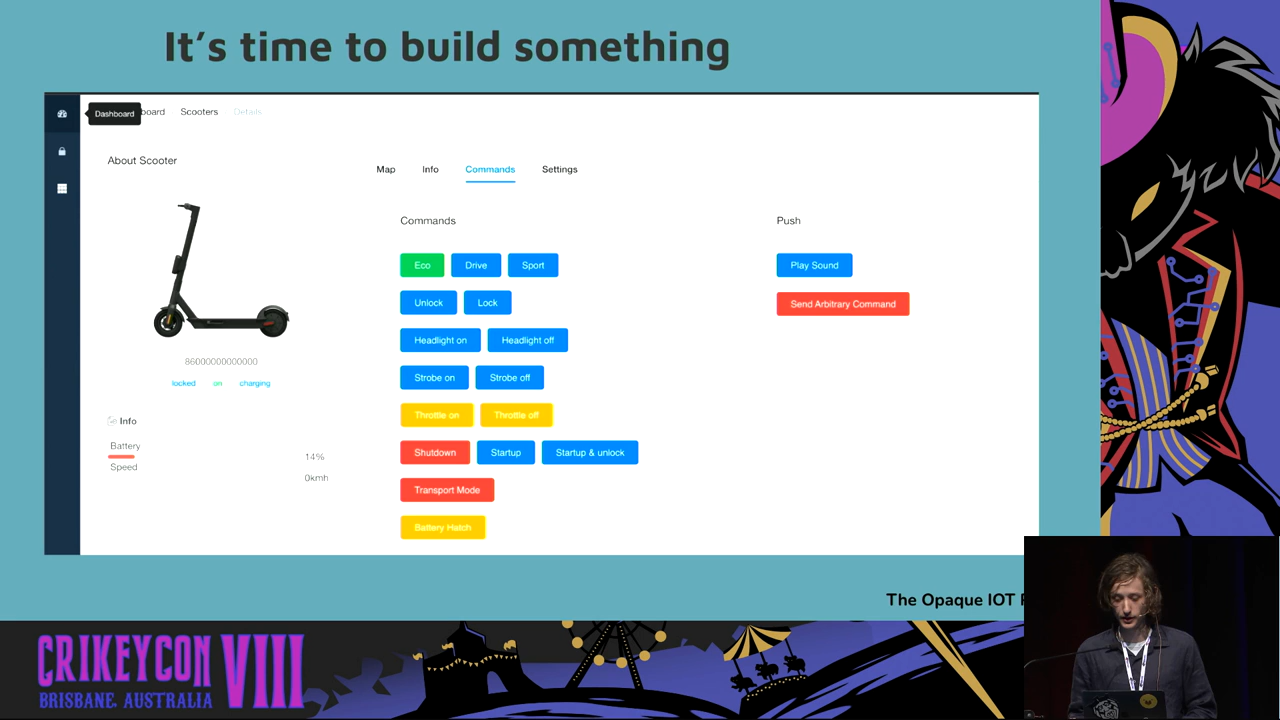 It's time to build something
Dashboard
board Scooters Details
About Scooter
Map Info Commands Settings
Commands
Push
Eco Drive Sport
Play Sound
Unlock Lock
Send Arbitrary Command
Headlight on Headlight off
86000000000000
Strobe on Strobe off
locked on charging
Throttle on Throttle off
Info
Battery
14%
Shutdown Startup Startup & unlock
Speed
0kmh
Transport Mode
Battery Hatch
The Opaque IOT
CRIKEYCON VIII
BRISBANE, AUSTRALIA